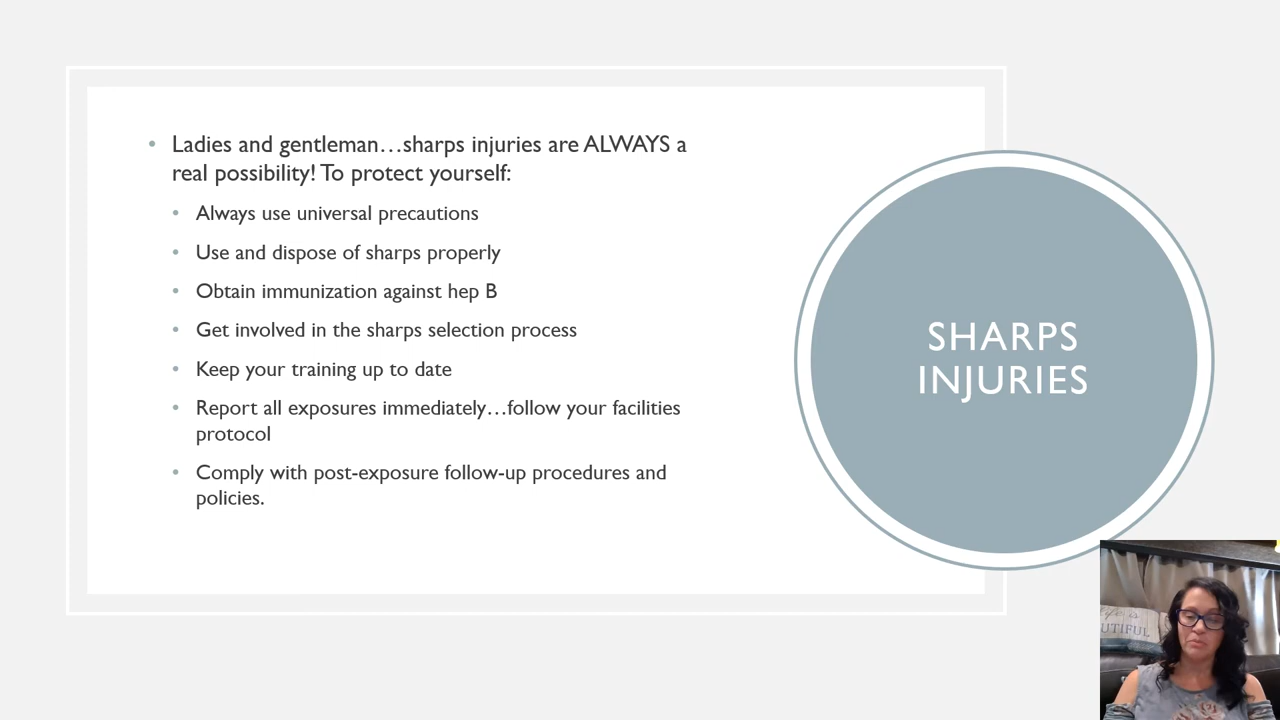 Ladies and gentleman…sharps injuries are ALWAYS a
real possibility! To protect yourself:
Always use universal precautions
Use and dispose of sharps properly
Obtain immunization against hep B
Get involved in the sharps selection process
Keep your training up to date
Report all exposures immediately…follow your facilities
protocol
Comply with post-exposure follow-up procedures and
policies.
SHARPS
INJURIES
life is
UTIFUL